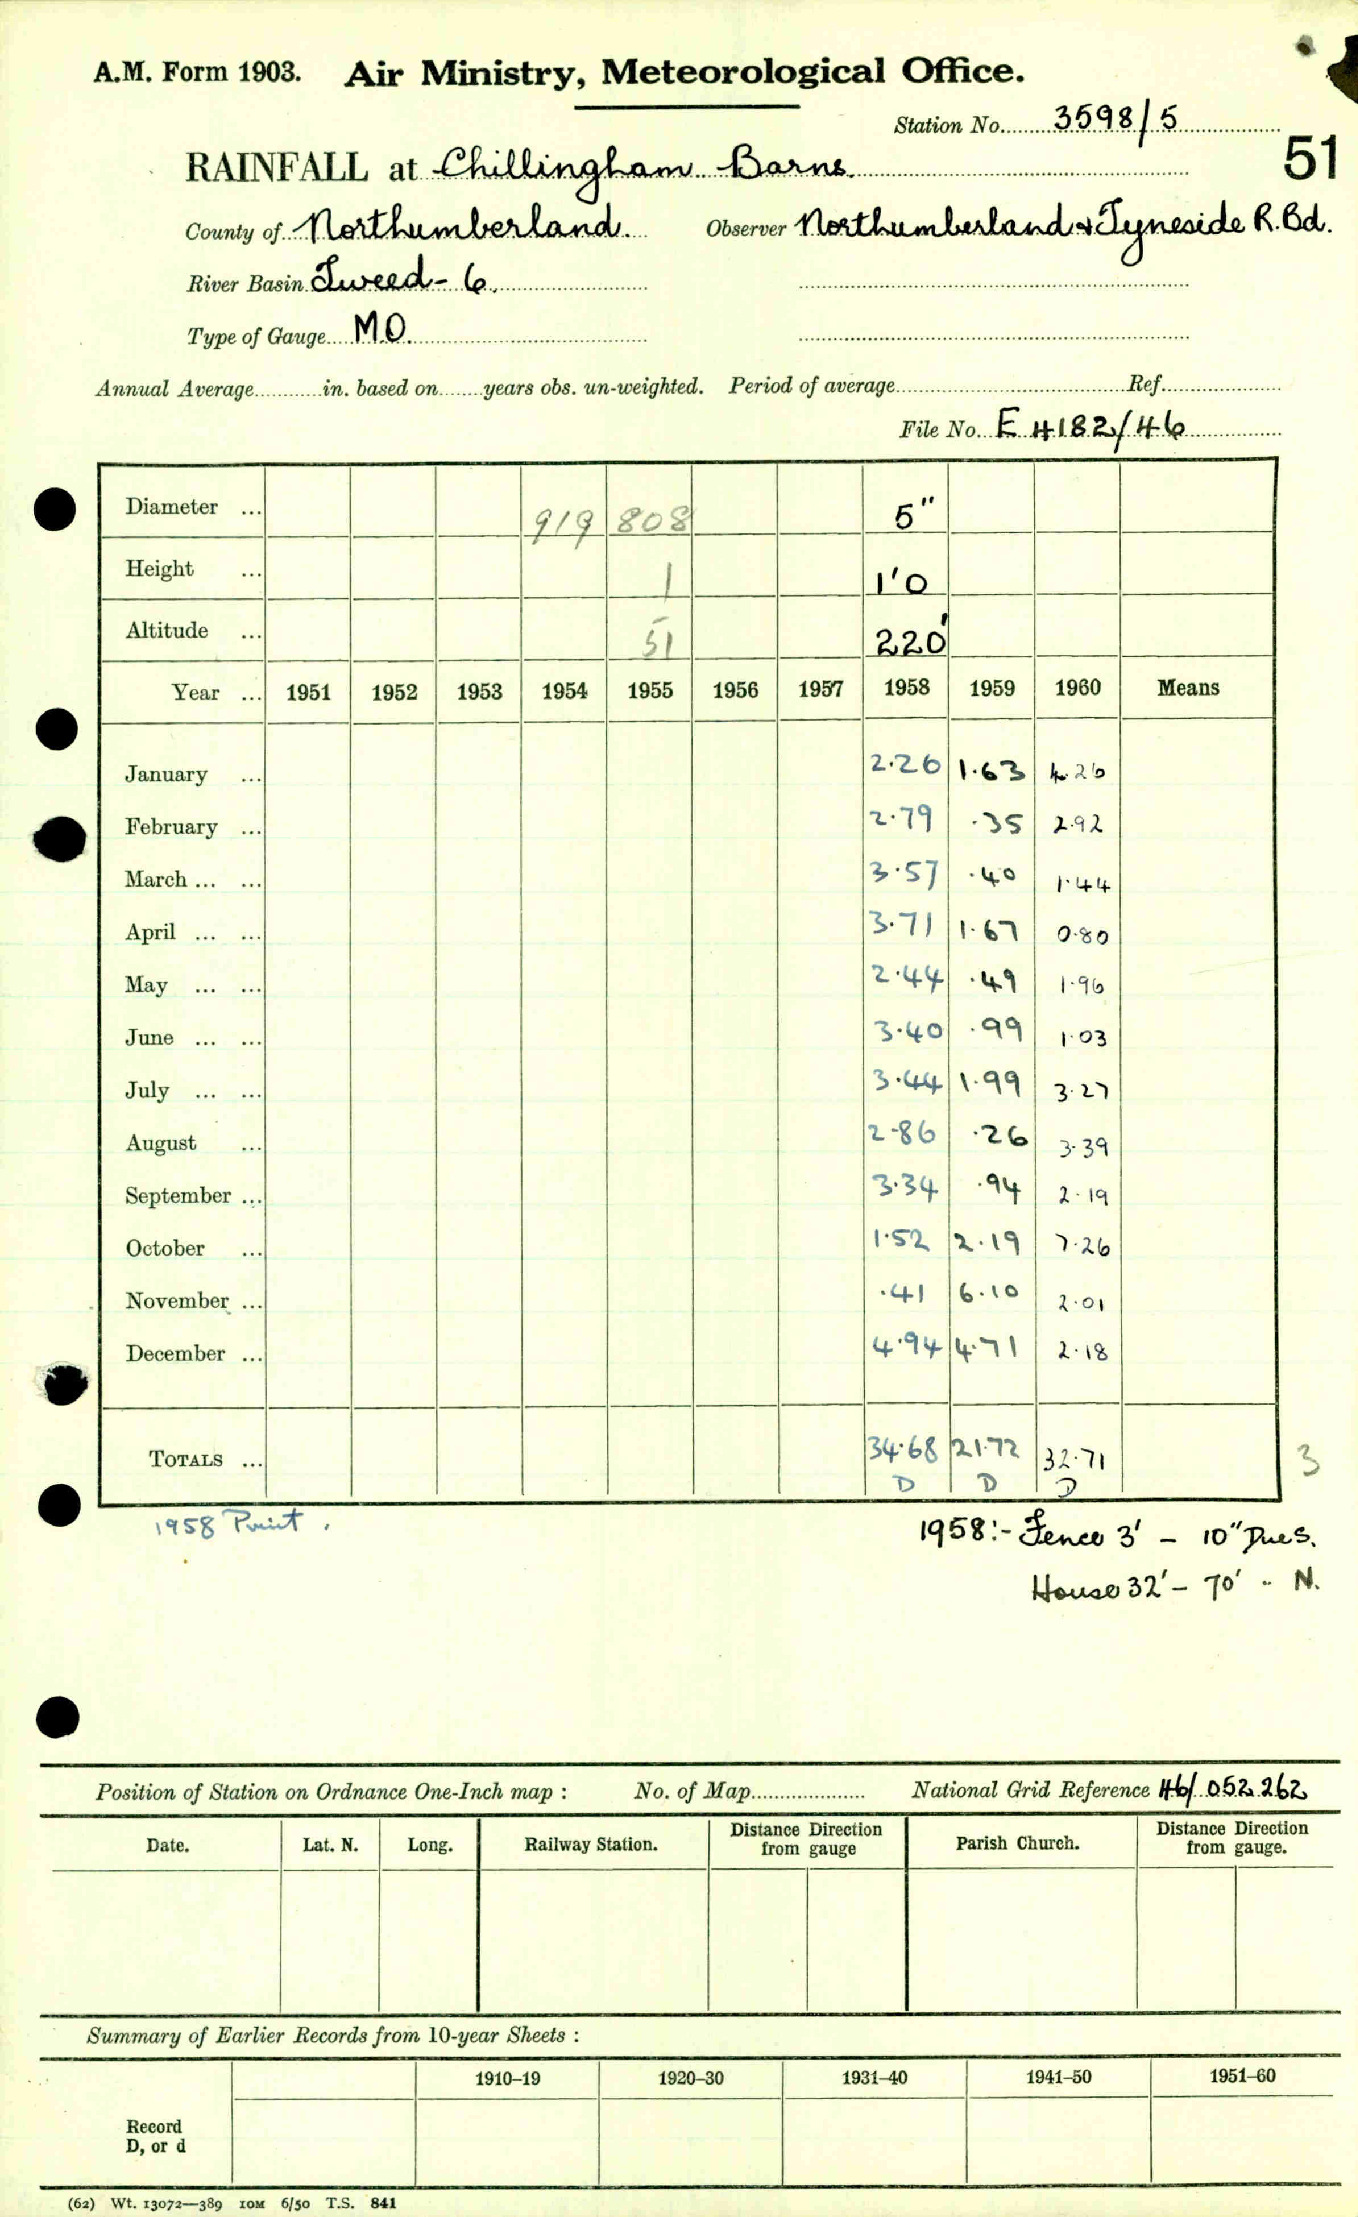 A.M. Form 1903. Air Ministry, Meteorological Office.
Station No. 3598/5
51
RAINFALL at Chillingham Barns.
County of Northumberland. Observer Northumberland & Tyneside R.Bd.
River Basin Tweed - 6.
Type of Gauge M.O.
Annual Average............in. based on........years obs. un-weighted. Period of average.............Ref.............
File No. E 4182/46
Diameter ... 919 808 5"
Height ... 1 1'0
Altitude ... 51 220'
Year ... 1951 1952 1953 1954 1955 1956 1957 1958 1959 1960 Means
January ... 2.26 1.63 4.26
February ... 2.79 .35 2.92
March ... ... 3.57 .40 1.44
April ... ... 3.71 1.67 0.80
May ... ... 2.44 .49 1.96
June ... ... 3.40 .99 1.03
July ... ... 3.44 1.99 3.27
August ... 2.86 .26 3.39
September ... 3.34 .94 2.19
October ... 1.52 2.19 7.26
November ... .41 6.10 2.01
December ... 4.94 4.71 2.18
TOTALS ... 34.68 21.72 32.71 3
D D D
1958 Print.
1958:- Fence 3' - 10" Due S.
House 32' - 70' " N.
Position of Station on Ordnance One-Inch map : No. of Map.................... National Grid Reference 46/052262
Date. Lat. N. Long. Railway Station. Distance Direction from gauge Parish Church. Distance Direction from gauge.
Summary of Earlier Records from 10-year Sheets :
1910–19 1920–30 1931–40 1941–50 1951–60
Record
D, or d
(62) Wt. 13072—389 10M 6/50 T.S. 841